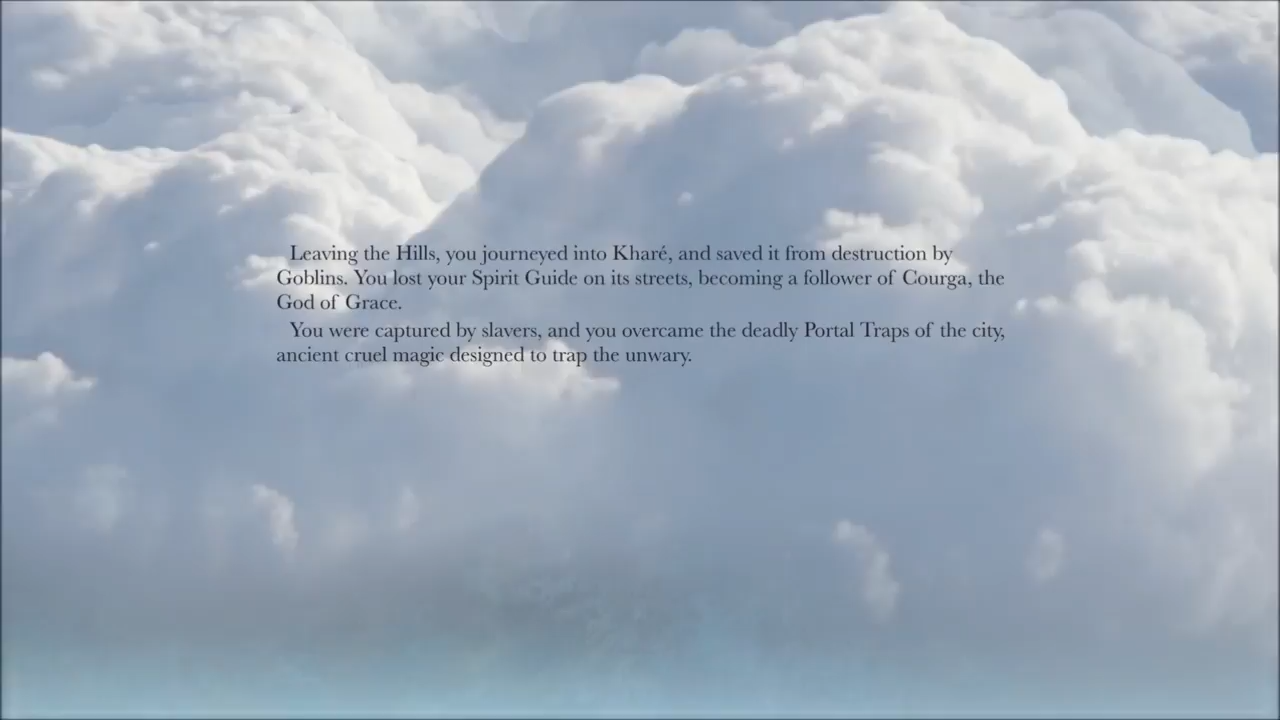 Leaving the Hills, you journeyed into Kharé, and saved it from destruction by
Goblins. You lost your Spirit Guide on its streets, becoming a follower of Courga, the
God of Grace.
You were captured by slavers, and you overcame the deadly Portal Traps of the city,
ancient cruel magic designed to trap the unwary.